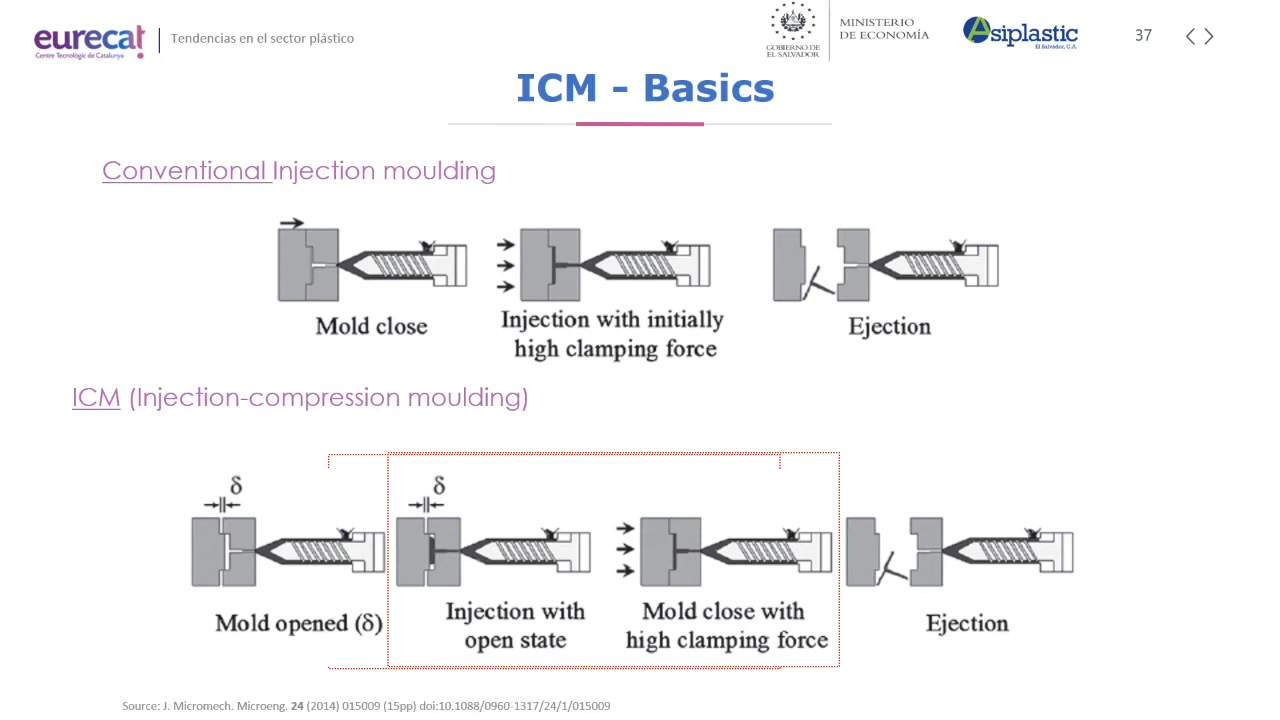 eurecat
Centre Tecnològic de Catalunya
Tendencias en el sector plástico
GOBIERNO DE
EL SALVADOR
MINISTERIO
DE ECONOMÍA
Asiplastic
El Salvador, C.A.
37
ICM - Basics
Conventional Injection moulding
Mold close
Injection with initially
high clamping force
Ejection
ICM (Injection-compression moulding)
δ
δ
Mold opened (δ)
Injection with
open state
Mold close with
high clamping force
Ejection
Source: J. Micromech. Microeng. 24 (2014) 015009 (15pp) doi:10.1088/0960-1317/24/1/015009